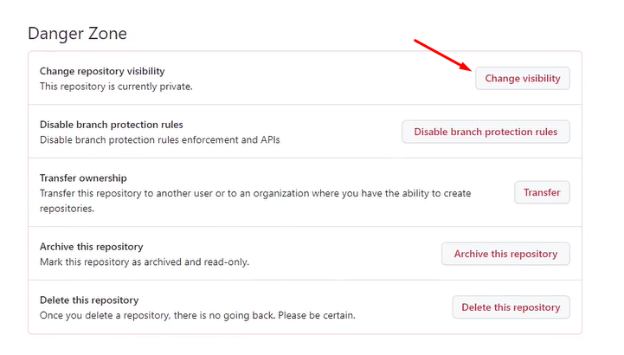 Danger Zone
Change repository visibility
This repository is currently private.
Change visibility
Disable branch protection rules
Disable branch protection rules enforcement and APIs
Disable branch protection rules
Transfer ownership
Transfer this repository to another user or to an organization where you have the ability to create
repositories.
Transfer
Archive this repository
Mark this repository as archived and read-only.
Archive this repository
Delete this repository
Once you delete a repository, there is no going back. Please be certain.
Delete this repository